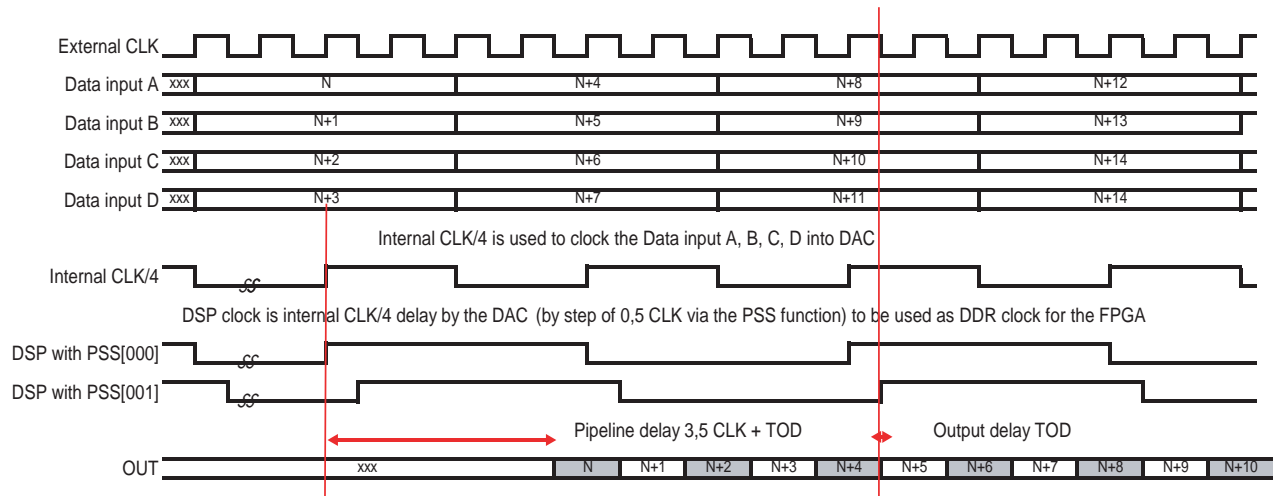 External CLK
Data input A xxx N N+4 N+8 N+12
Data input B xxx N+1 N+5 N+9 N+13
Data input C xxx N+2 N+6 N+10 N+14
Data input D xxx N+3 N+7 N+11 N+14
Internal CLK/4 is used to clock the Data input A, B, C, D into DAC
Internal CLK/4
DSP clock is internal CLK/4 delay by the DAC (by step of 0,5 CLK via the PSS function) to be used as DDR clock for the FPGA
DSP with PSS[000]
DSP with PSS[001]
Pipeline delay 3,5 CLK + TOD Output delay TOD
OUT xxx N N+1 N+2 N+3 N+4 N+5 N+6 N+7 N+8 N+9 N+10